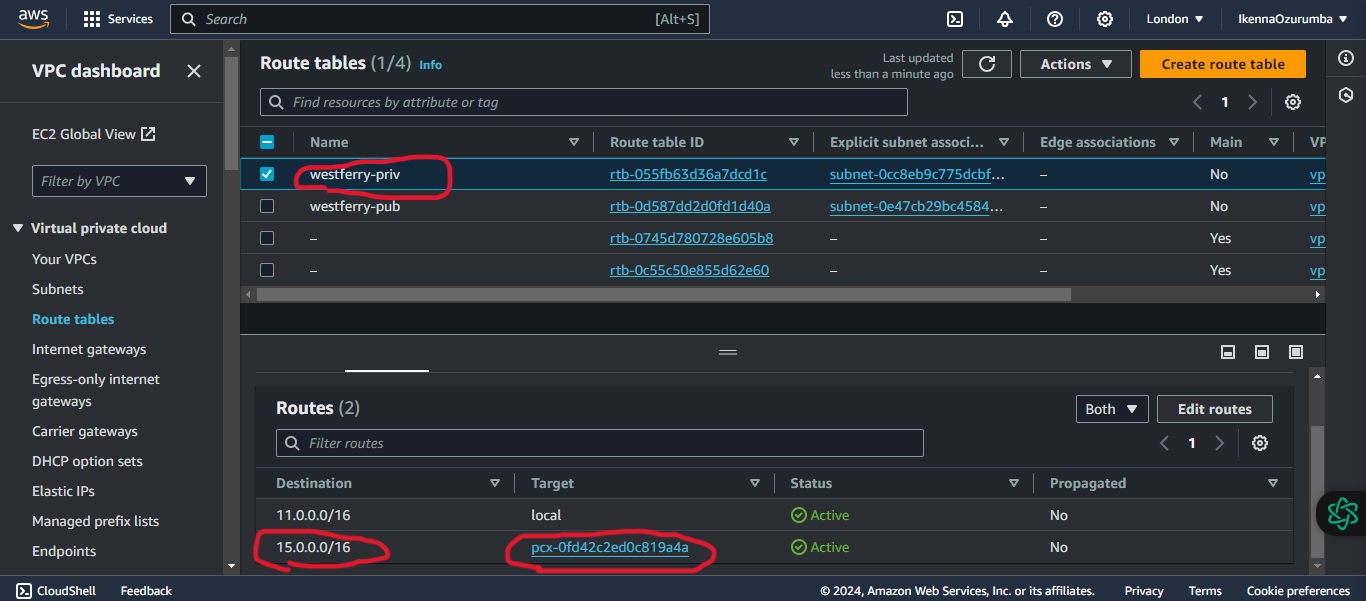 aws
Services
Search
[Alt+S]
London
IkennaOzurumba
VPC dashboard
EC2 Global View
Filter by VPC
Virtual private cloud
Your VPCs
Subnets
Route tables
Internet gateways
Egress-only internet
gateways
Carrier gateways
DHCP option sets
Elastic IPs
Managed prefix lists
Endpoints
Route tables (1/4) Info
Last updated
less than a minute ago
Actions
Create route table
Find resources by attribute or tag
1
Name Route table ID Explicit subnet associ... Edge associations Main VP
westferry-priv rtb-055fb63d36a7dcd1c subnet-0cc8eb9c775dcbf... – No vp
westferry-pub rtb-0d587dd2d0fd1d40a subnet-0e47cb29bc4584... – No vp
– rtb-0745d780728e605b8 – – Yes vp
– rtb-0c55c50e855d62e60 – – Yes vp
Routes (2)
Both
Edit routes
Filter routes
1
Destination Target Status Propagated
11.0.0.0/16 local Active No
15.0.0.0/16 pcx-0fd42c2ed0c819a4a Active No
CloudShell Feedback © 2024, Amazon Web Services, Inc. or its affiliates. Privacy Terms Cookie preferences